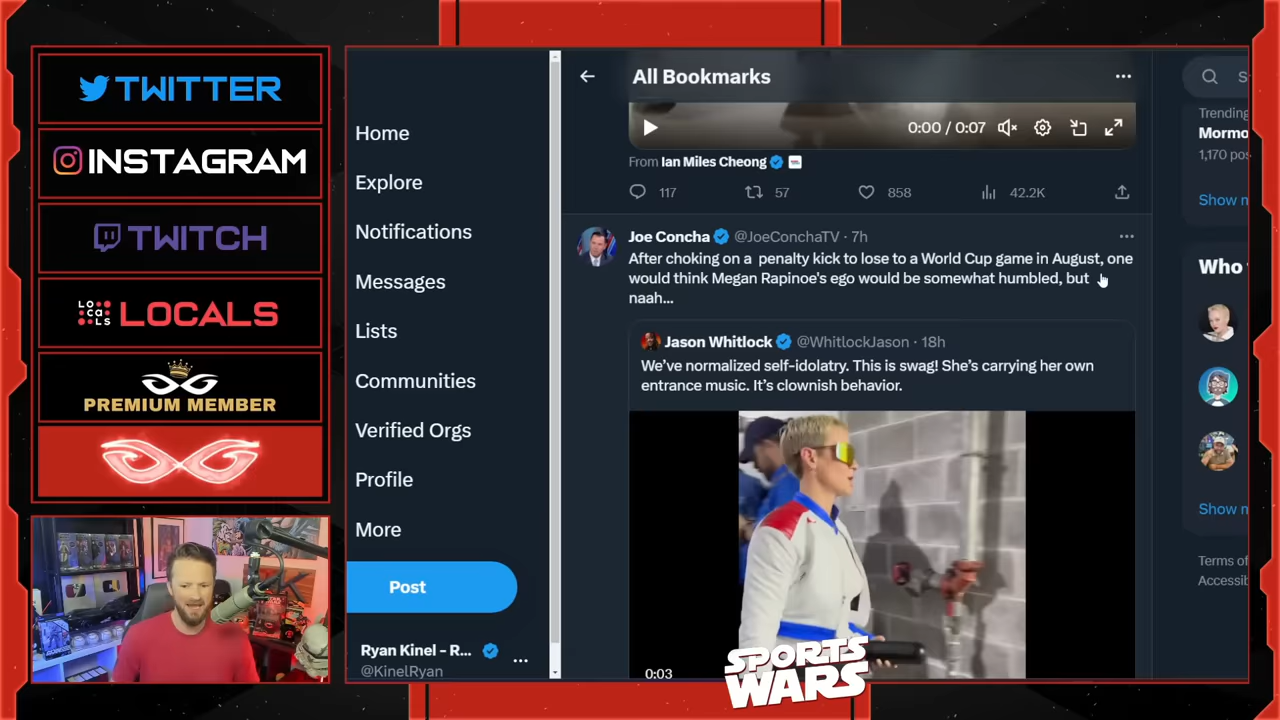 TWITTER
INSTAGRAM
TWITCH
LOCALS
LOCALS
PREMIUM MEMBER
Home
Explore
Notifications
Messages
Lists
Communities
Verified Orgs
Profile
More
Post
Ryan Kinel - R...
@KinelRyan
All Bookmarks
0:00 / 0:07
From Ian Miles Cheong
117 57 858 42.2K
Joe Concha @JoeConchaTV · 7h
After choking on a penalty kick to lose to a World Cup game in August, one
would think Megan Rapinoe's ego would be somewhat humbled, but
naah...
Jason Whitlock @WhitlockJason · 18h
We've normalized self-idolatry. This is swag! She's carrying her own
entrance music. It's clownish behavior.
0:03
SPORTS
WARS
S
Trending
Mormo
1,170 pos
Show m
Who
Show m
Terms of
Accessib